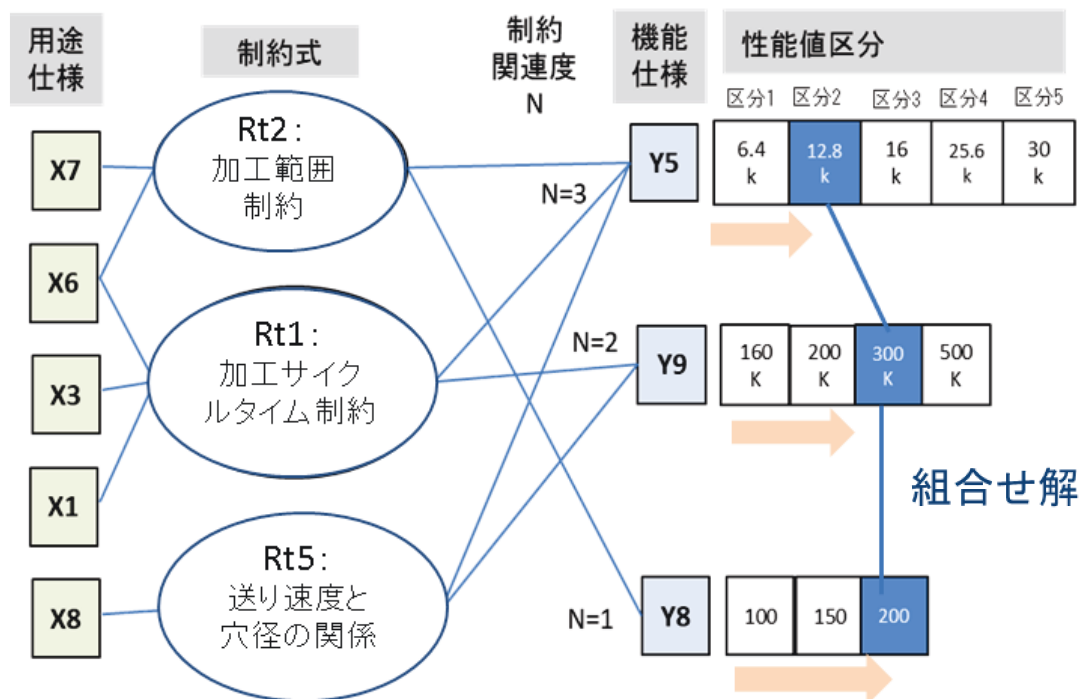 用途
仕様
制約式
制約
関連度
N
機能
仕様
性能値区分
区分1 区分2 区分3 区分4 区分5
X7
Rt2：
加工範囲
制約
N=3
Y5
6.4
k
12.8
k
16
k
25.6
k
30
k
X6
Rt1：
加工サイク
ルタイム制約
N=2
Y9
160
K
200
K
300
K
500
K
X3
X1
組合せ解
Rt5：
送り速度と
穴径の関係
X8
N=1
Y8
100
150
200